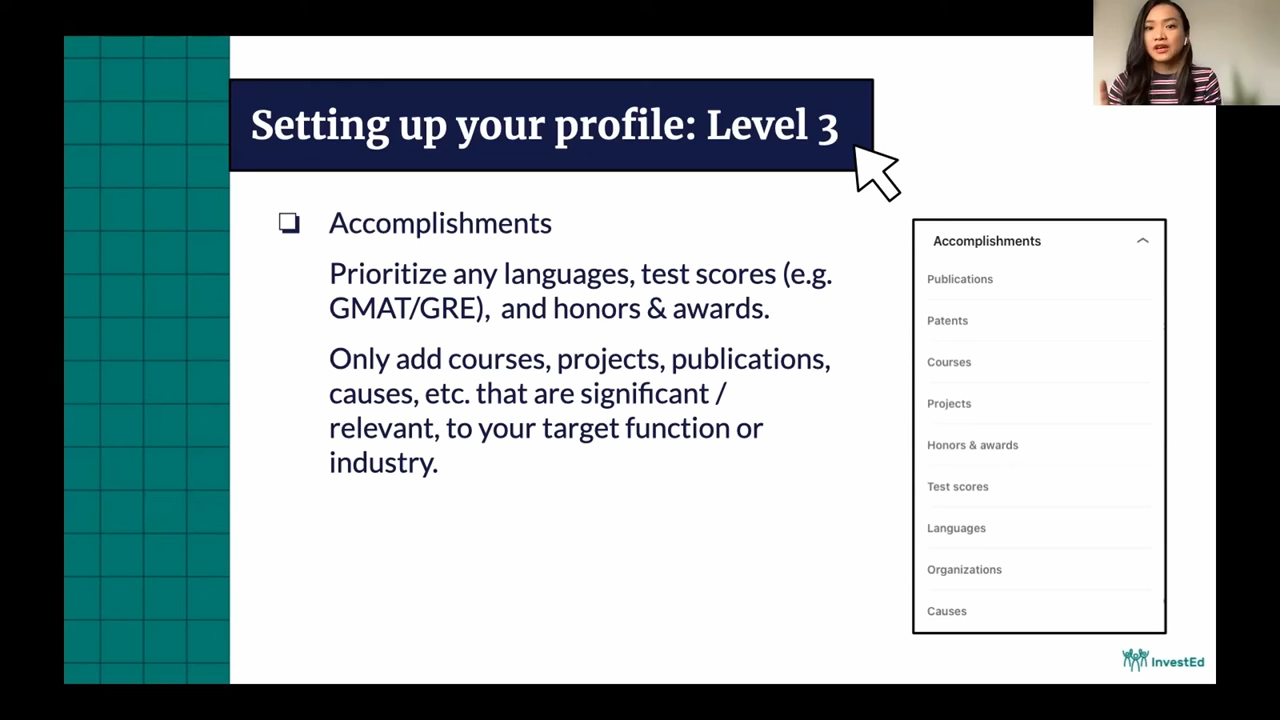 Setting up your profile: Level 3
Accomplishments
Prioritize any languages, test scores (e.g.
GMAT/GRE),  and honors & awards.
Only add courses, projects, publications,
causes, etc. that are significant /
relevant, to your target function or
industry.
Accomplishments
Publications
Patents
Courses
Projects
Honors & awards
Test scores
Languages
Organizations
Causes
InvestEd